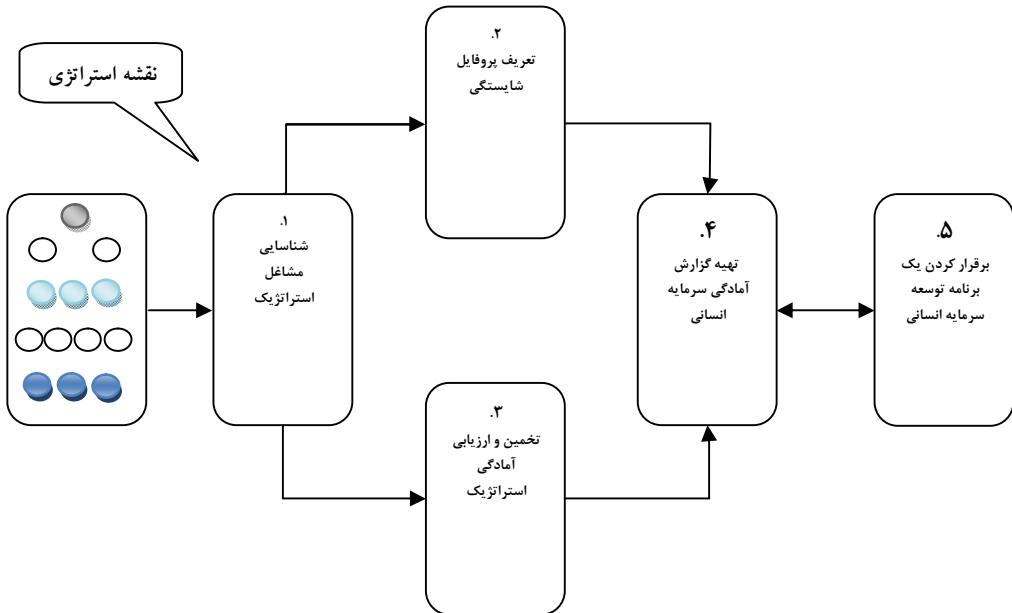 نقشه استراتژی
۱.
شناسایی
مشاغل
استراتژیک
۲.
تعریف پروفایل
شایستگی
۳.
تخمین و ارزیابی
آمادگی
استراتژیک
۴.
تهیه گزارش
آمادگی سرمایه
انسانی
۵.
برقرار کردن یک
برنامه توسعه
سرمایه انسانی